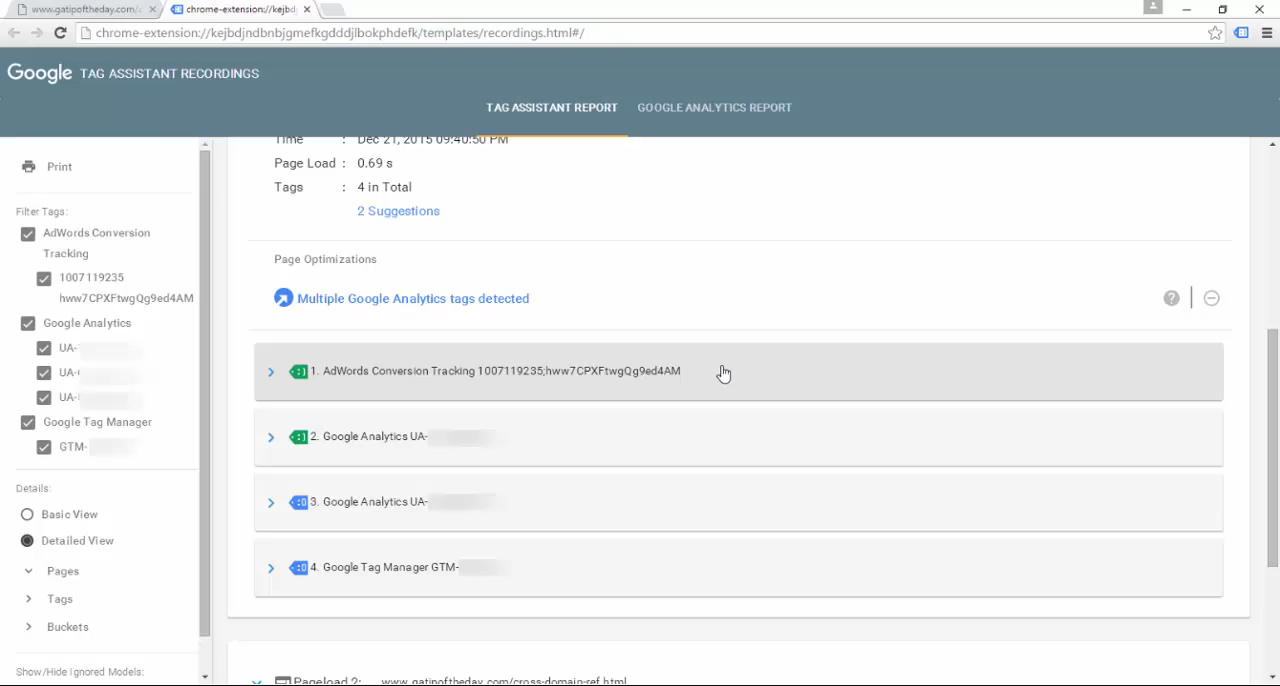 www.gatipoftheday.com/
chrome-extension://kejbd
chrome-extension://kejbdjndbnbjgmefkgdddjlbokphdefk/templates/recordings.html#/
Google TAG ASSISTANT RECORDINGS
TAG ASSISTANT REPORT GOOGLE ANALYTICS REPORT
Print
Filter Tags:
AdWords Conversion
Tracking
1007119235
hww7CPXFtwgQg9ed4AM
Google Analytics
UA-
UA-
UA-
Google Tag Manager
GTM-
Details:
Basic View
Detailed View
Pages
Tags
Buckets
Show/Hide Ignored Models:
Time : Dec 21, 2015 09:40:50 PM
Page Load : 0.69 s
Tags : 4 in Total
2 Suggestions
Page Optimizations
Multiple Google Analytics tags detected
1. AdWords Conversion Tracking 1007119235;hww7CPXFtwgQg9ed4AM
2. Google Analytics UA-
3. Google Analytics UA-
4. Google Tag Manager GTM-
Pageload 2: www.gatipoftheday.com/cross-domain-ref.html